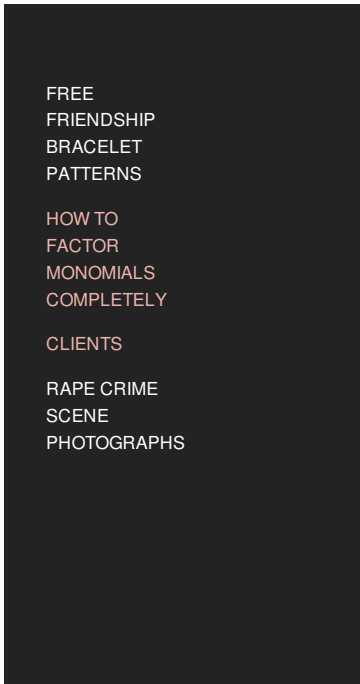 FREE
FRIENDSHIP
BRACELET
PATTERNS
HOW TO
FACTOR
MONOMIALS
COMPLETELY
CLIENTS
RAPE CRIME
SCENE
PHOTOGRAPHS